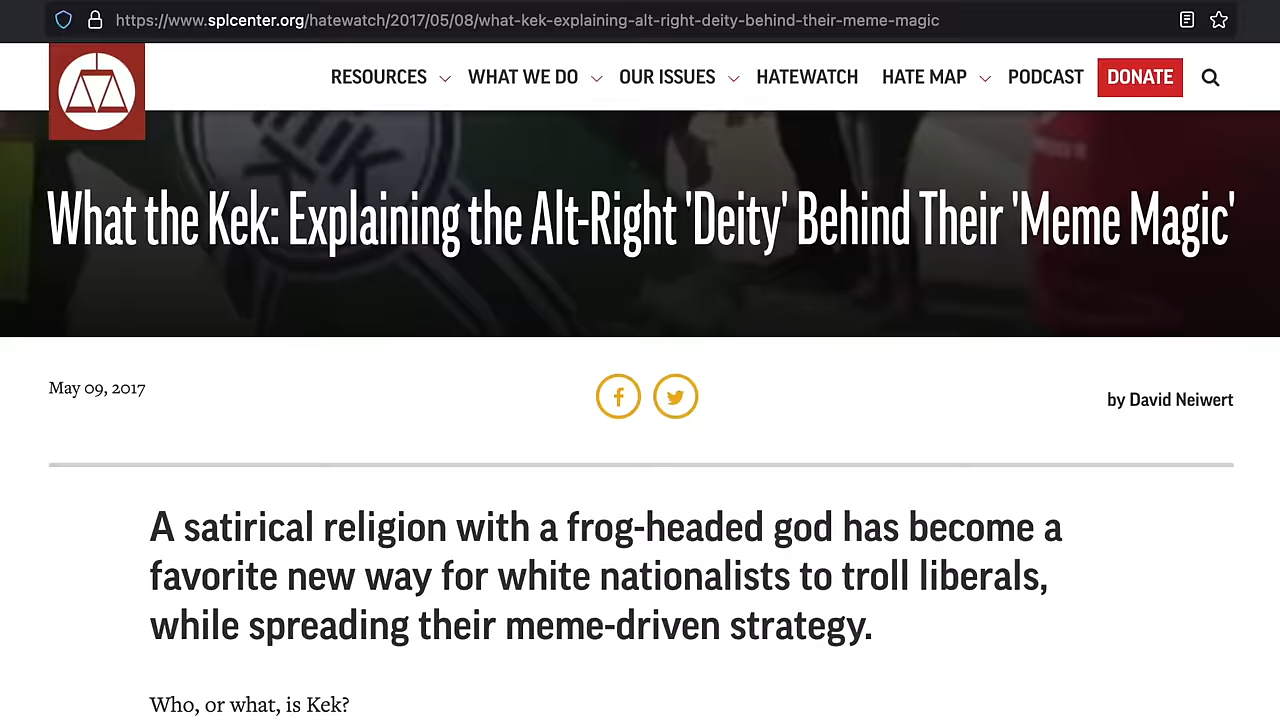 https://www.splcenter.org/hatewatch/2017/05/08/what-kek-explaining-alt-right-deity-behind-their-meme-magic
RESOURCES WHAT WE DO OUR ISSUES HATEWATCH HATE MAP PODCAST DONATE
What the Kek: Explaining the Alt-Right 'Deity' Behind Their 'Meme Magic'
May 09, 2017
by David Neiwert
A satirical religion with a frog-headed god has become a
favorite new way for white nationalists to troll liberals,
while spreading their meme-driven strategy.
Who, or what, is Kek?